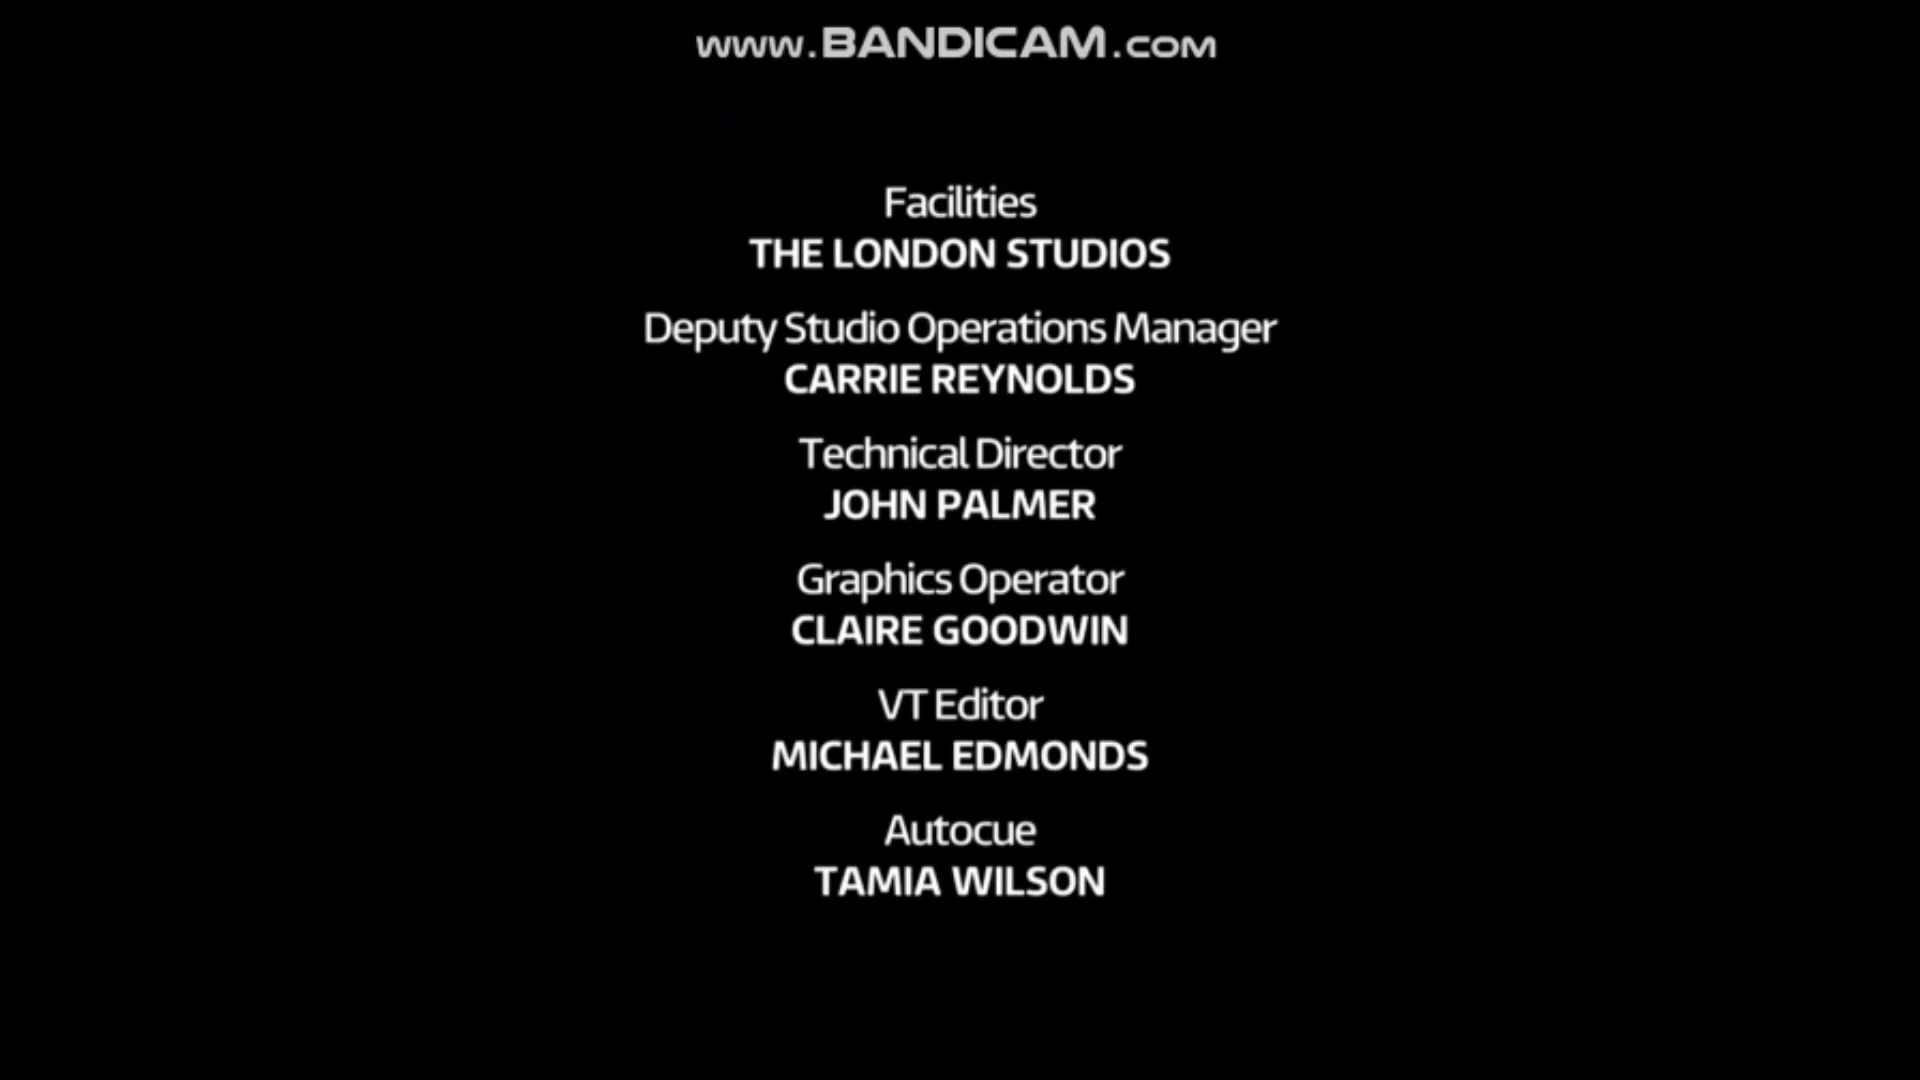 www.BANDICAM.COM
Facilities
THE LONDON STUDIOS
Deputy Studio Operations Manager
CARRIE REYNOLDS
Technical Director
JOHN PALMER
Graphics Operator
CLAIRE GOODWIN
VT Editor
MICHAEL EDMONDS
Autocue
TAMIA WILSON